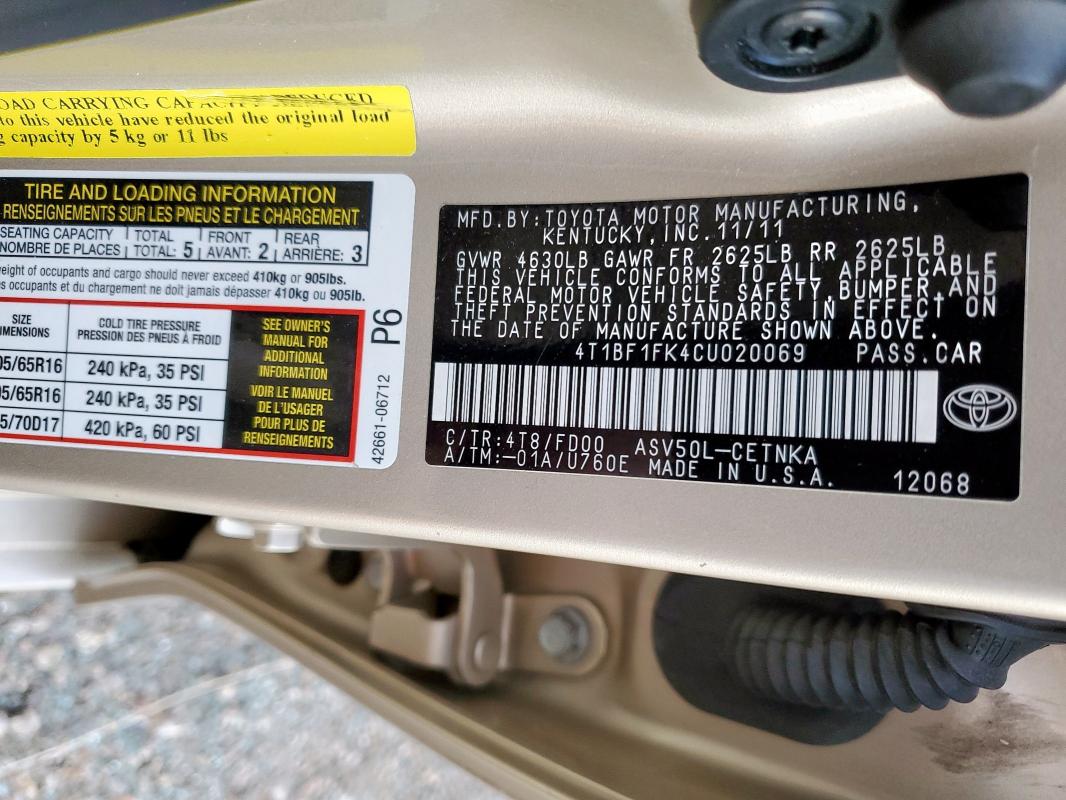 CARRYING CAPACITY REDUCED
to this vehicle have reduced the original load
capacity by 5 kg or 11 lbs
TIRE AND LOADING INFORMATION
RENSEIGNEMENTS SUR LES PNEUS ET LE CHARGEMENT
SEATING CAPACITY TOTAL FRONT REAR
NOMBRE DE PLACES TOTAL: 5 AVANT: 2 ARRIÈRE: 3
of occupants and cargo should never exceed 410kg or 905lbs.
occupants et du chargement ne doit jamais dépasser 410kg ou 905lb.
SIZE
COLD TIRE PRESSURE
PRESSION DES PNEUS À FROID
5/65R16 240 kPa, 35 PSI
5/65R16 240 kPa, 35 PSI
5/70D17 420 kPa, 60 PSI
SEE OWNER'S
MANUAL FOR
ADDITIONAL
INFORMATION
VOIR LE MANUEL
DE L'USAGER
POUR PLUS DE
RENSEIGNEMENTS
P6
42661-06712
MFD.BY:TOYOTA MOTOR MANUFACTURING,
KENTUCKY,INC.11/11
GVWR 4630LB GAWR FR 2625LB RR 2625LB
THIS VEHICLE CONFORMS TO ALL APPLICABLE
FEDERAL MOTOR VEHICLE SAFETY,BUMPER,AND
THEFT PREVENTION STANDARDS IN EFFECT ON
THE DATE OF MANUFACTURE SHOWN ABOVE.
4T1BF1FK4CU020069 PASS.CAR
C/TR:4T8/FD00 ASV50L-CETNKA
A/TM:-01A/U760E MADE IN U.S.A.
12068